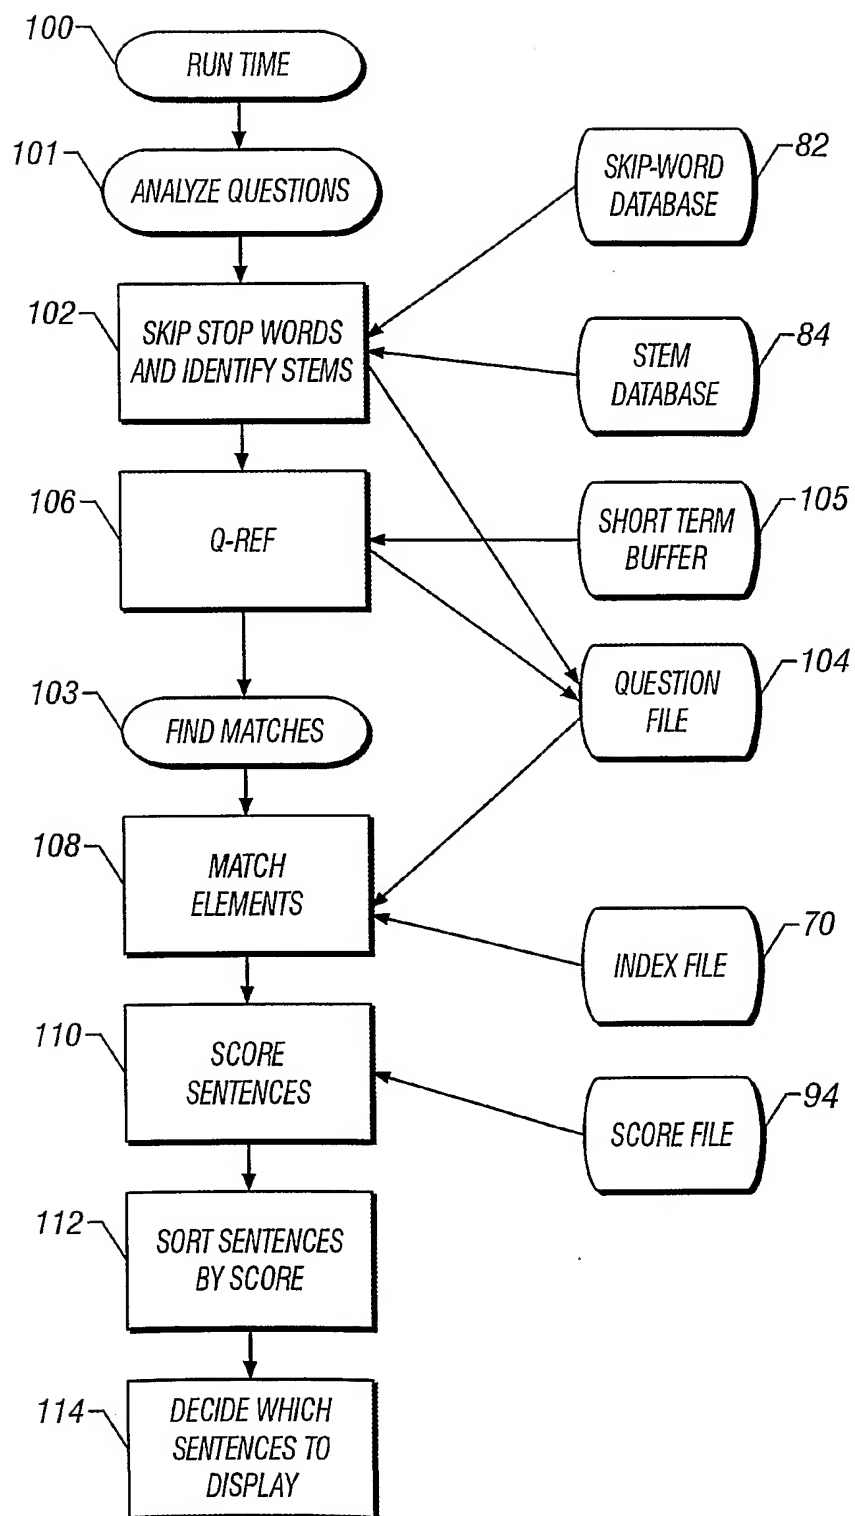 100
RUN TIME
101
ANALYZE QUESTIONS
SKIP-WORD
DATABASE
82
102
SKIP STOP WORDS
AND IDENTIFY STEMS
STEM
DATABASE
84
106
Q-REF
SHORT TERM
BUFFER
105
103
FIND MATCHES
QUESTION
FILE
104
108
MATCH
ELEMENTS
INDEX FILE
70
110
SCORE
SENTENCES
SCORE FILE
94
112
SORT SENTENCES
BY SCORE
114
DECIDE WHICH
SENTENCES TO
DISPLAY